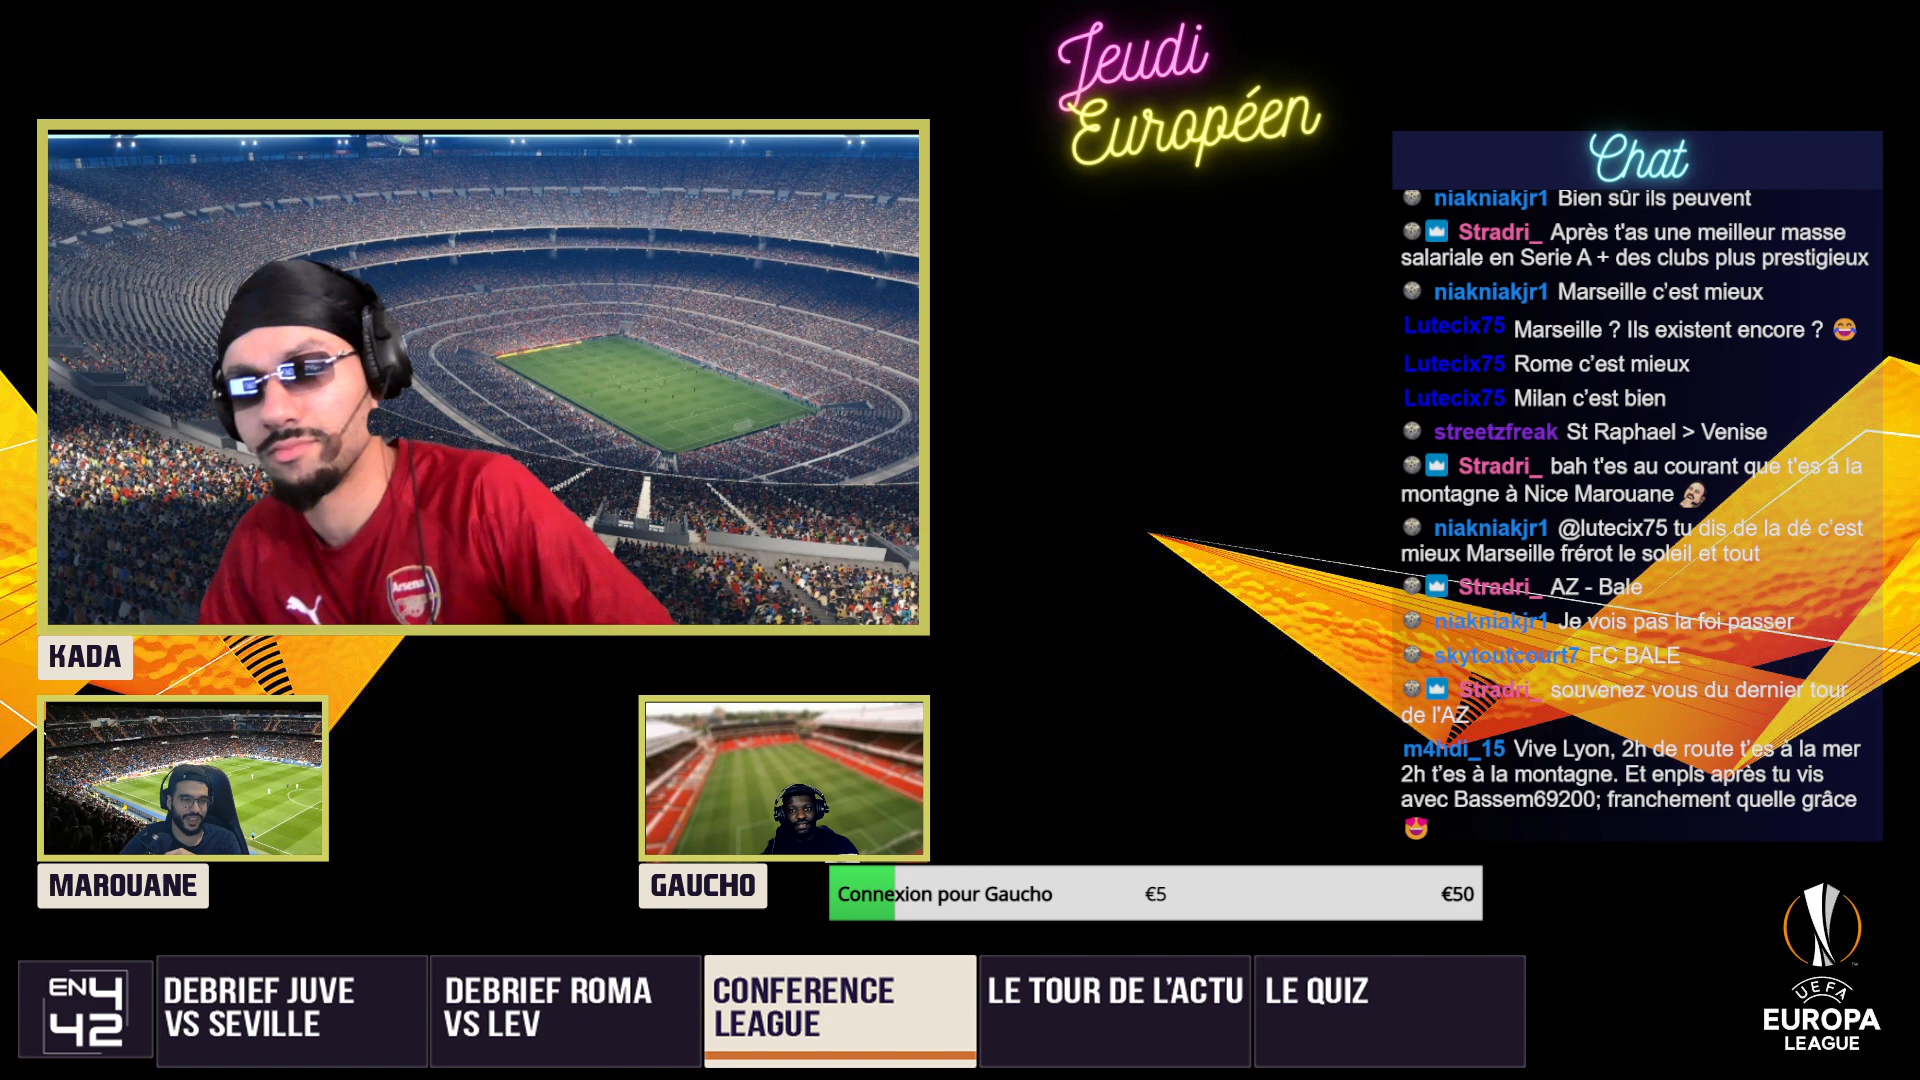 Jeudi
Européen
Chat
niakniakjr1 Bien sûr ils peuvent
Stradri_ Après t'as une meilleur masse
salariale en Serie A + des clubs plus prestigieux
niakniakjr1 Marseille c’est mieux
Lutecix75 Marseille ? Ils existent encore ? 😂
Lutecix75 Rome c’est mieux
Lutecix75 Milan c’est bien
streetzfreak St Raphael > Venise
Stradri_ bah t'es au courant que t'es à la
montagne à Nice Marouane
niakniakjr1 @lutecix75 tu dis de la dé c’est
mieux Marseille frérot le soleil et tout
Stradri_ AZ - Bale
niakniakjr1 Je vois pas la foi passer
skytoutcourt7 FC BALE
Stradri_ souvenez vous du dernier tour
de l'AZ
m4hdi_15 Vive Lyon, 2h de route t’es à la mer
2h t’es à la montagne. Et enpls après tu vis
avec Bassem69200; franchement quelle grâce
😍
Arsenal
KADA
MAROUANE
GAUCHO
Connexion pour Gaucho €5 €50
EN 4
42
DEBRIEF JUVE
VS SEVILLE
DEBRIEF ROMA
VS LEV
CONFERENCE
LEAGUE
LE TOUR DE L’ACTU
LE QUIZ
UEFA
EUROPA
LEAGUE